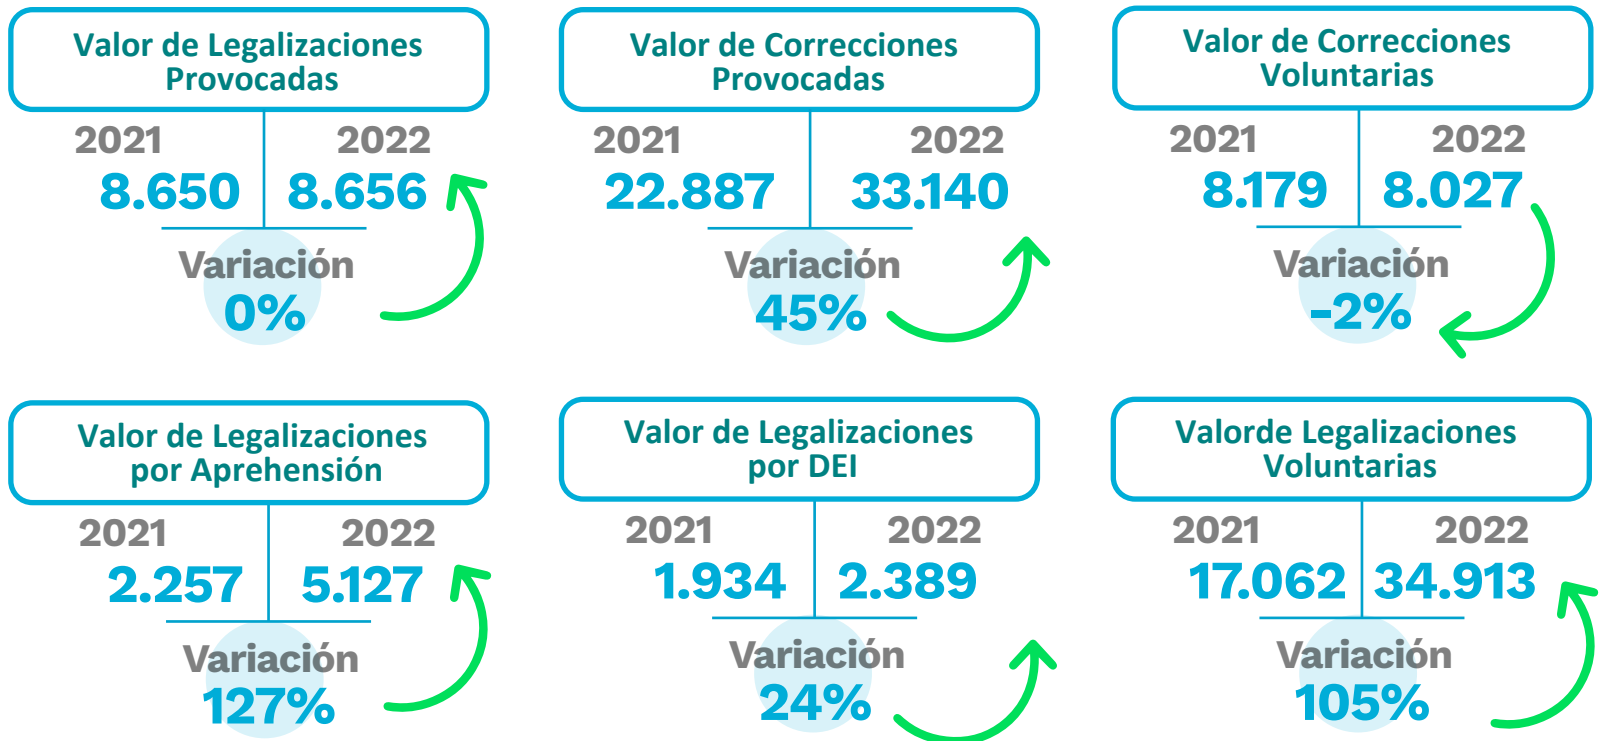 Valor de Legalizaciones
Provocadas
2021 2022
8.650 8.656
Variación
0%
Valor de Correcciones
Provocadas
2021 2022
22.887 33.140
Variación
45%
Valor de Correcciones
Voluntarias
2021 2022
8.179 8.027
Variación
-2%
Valor de Legalizaciones
por Aprehensión
2021 2022
2.257 5.127
Variación
127%
Valor de Legalizaciones
por DEI
2021 2022
1.934 2.389
Variación
24%
Valorde Legalizaciones
Voluntarias
2021 2022
17.062 34.913
Variación
105%